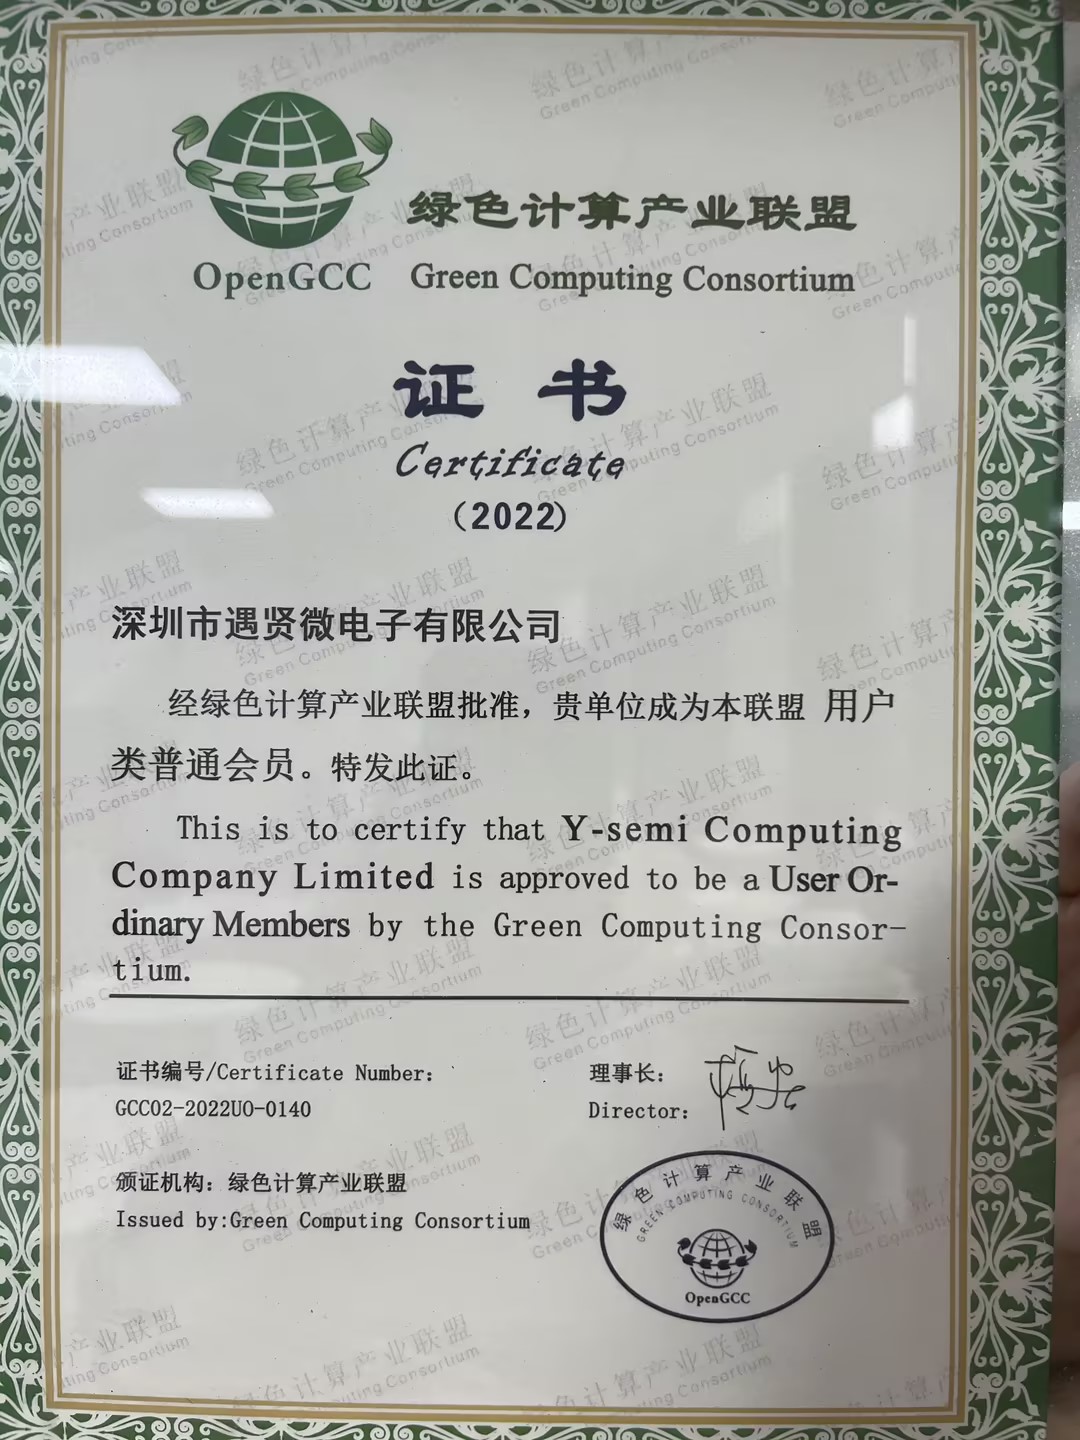 绿色计算产业联盟
OpenGCC Green Computing Consortium
证 书
Certificate
（2022）
深圳市遇贤微电子有限公司
经绿色计算产业联盟批准，贵单位成为本联盟 用户
类普通会员。特发此证。
This is to certify that Y-semi Computing
Company Limited is approved to be a User Or-
dinary Members by the Green Computing Consor-
tium.
证书编号/Certificate Number:
GCC02-2022UO-0140
理事长:
Director:
颁证机构: 绿色计算产业联盟
Issued by:Green Computing Consortium
绿色计算产业联盟
GREEN COMPUTING CONSORTIUM
OpenGCC